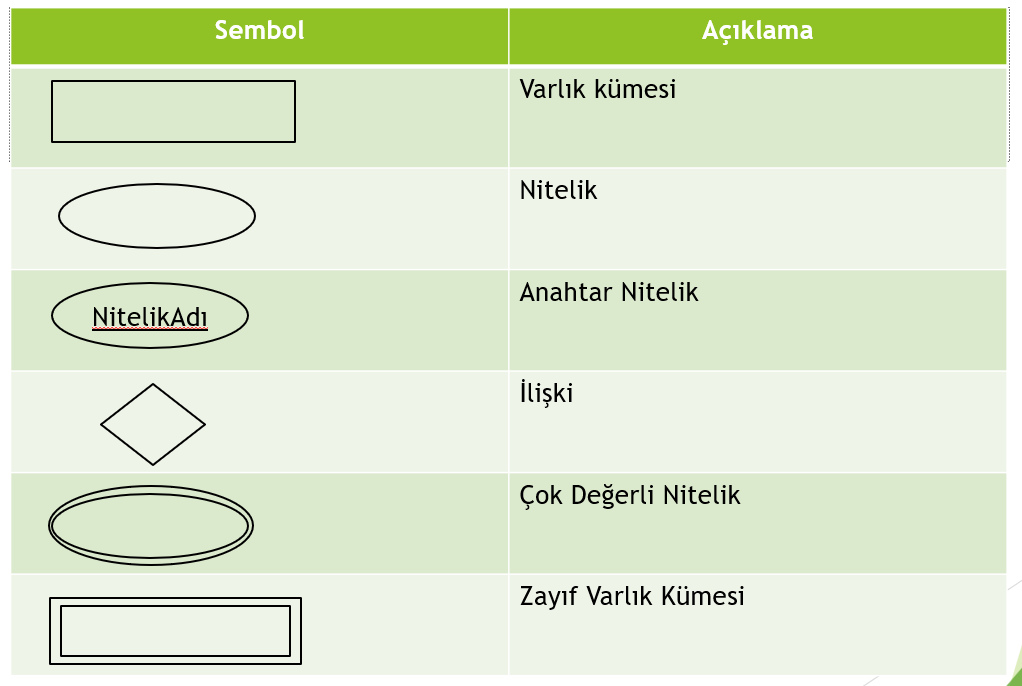 Sembol
Açıklama
Varlık kümesi
Nitelik
NitelikAdı
Anahtar Nitelik
İlişki
Çok Değerli Nitelik
Zayıf Varlık Kümesi